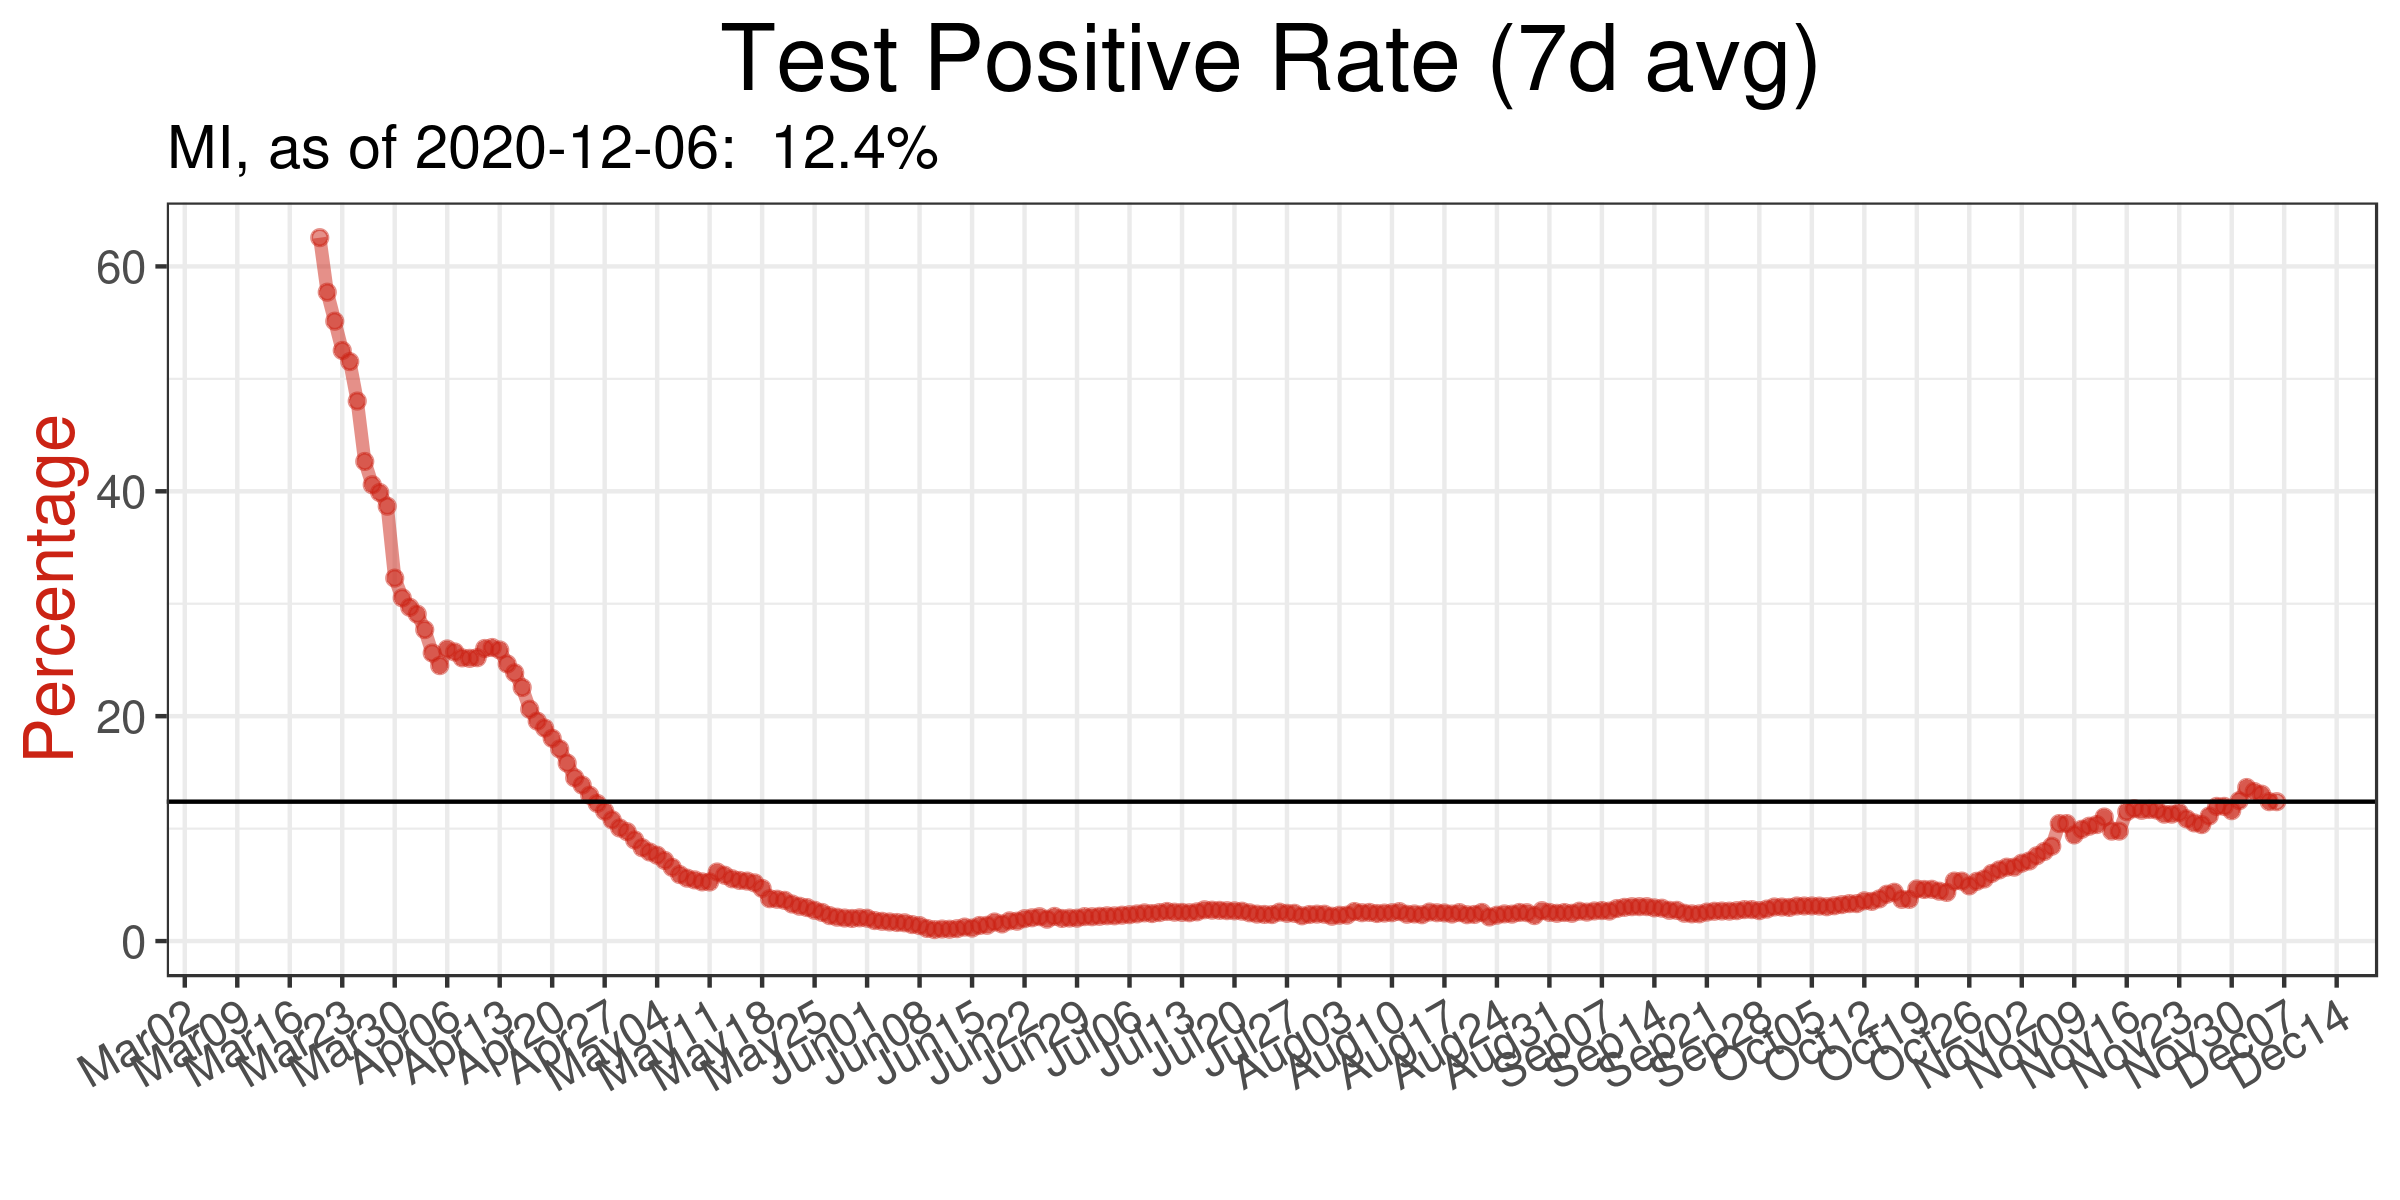 Test Positive Rate (7d avg)
MI, as of 2020-12-06: 12.4%
Percentage
60
40
20
0
Mar02
Mar09
Mar16
Mar23
Mar30
Apr06
Apr13
Apr20
Apr27
May04
May11
May18
May25
Jun01
Jun08
Jun15
Jun22
Jun29
Jul06
Jul13
Jul20
Jul27
Aug03
Aug10
Aug17
Aug24
Aug31
Sep07
Sep14
Sep21
Sep28
Oct05
Oct12
Oct19
Oct26
Nov02
Nov09
Nov16
Nov23
Nov30
Dec07
Dec14